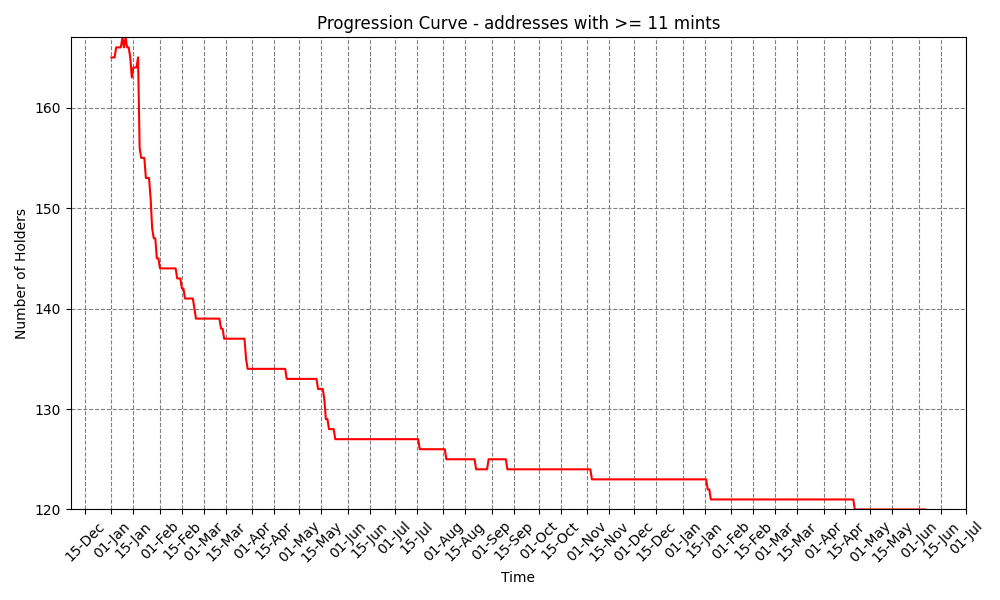 Progression Curve - addresses with >= 11 mints
Number of Holders
160
150
140
130
120
15-Dec
01-Jan
15-Jan
01-Feb
15-Feb
01-Mar
15-Mar
01-Apr
15-Apr
01-May
15-May
01-Jun
15-Jun
01-Jul
15-Jul
01-Aug
15-Aug
01-Sep
15-Sep
01-Oct
15-Oct
01-Nov
15-Nov
01-Dec
15-Dec
01-Jan
15-Jan
01-Feb
15-Feb
01-Mar
15-Mar
01-Apr
15-Apr
01-May
15-May
01-Jun
15-Jun
01-Jul
Time